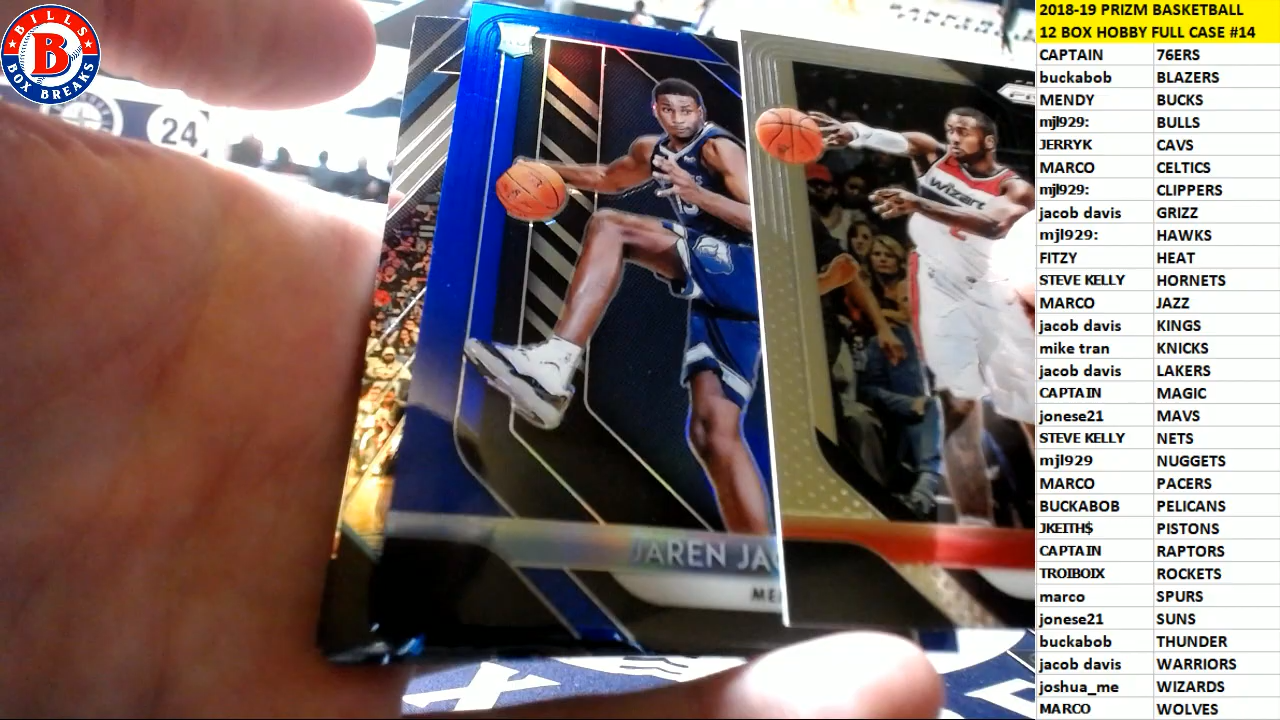 BILLS
B
BOX BREAKS
24
RC
JAREN JA
ME
wizar
2018-19 PRIZM BASKETBALL
12 BOX HOBBY FULL CASE #14
CAPTAIN 76ERS
buckabob BLAZERS
MENDY BUCKS
mjl929: BULLS
JERRYK CAVS
MARCO CELTICS
mjl929: CLIPPERS
jacob davis GRIZZ
mjl929: HAWKS
FITZY HEAT
STEVE KELLY HORNETS
MARCO JAZZ
jacob davis KINGS
mike tran KNICKS
jacob davis LAKERS
CAPTAIN MAGIC
jonese21 MAVS
STEVE KELLY NETS
mjl929 NUGGETS
MARCO PACERS
BUCKABOB PELICANS
JKEITH$ PISTONS
CAPTAIN RAPTORS
TROIBOIX ROCKETS
marco SPURS
jonese21 SUNS
buckabob THUNDER
jacob davis WARRIORS
joshua_me WIZARDS
MARCO WOLVES